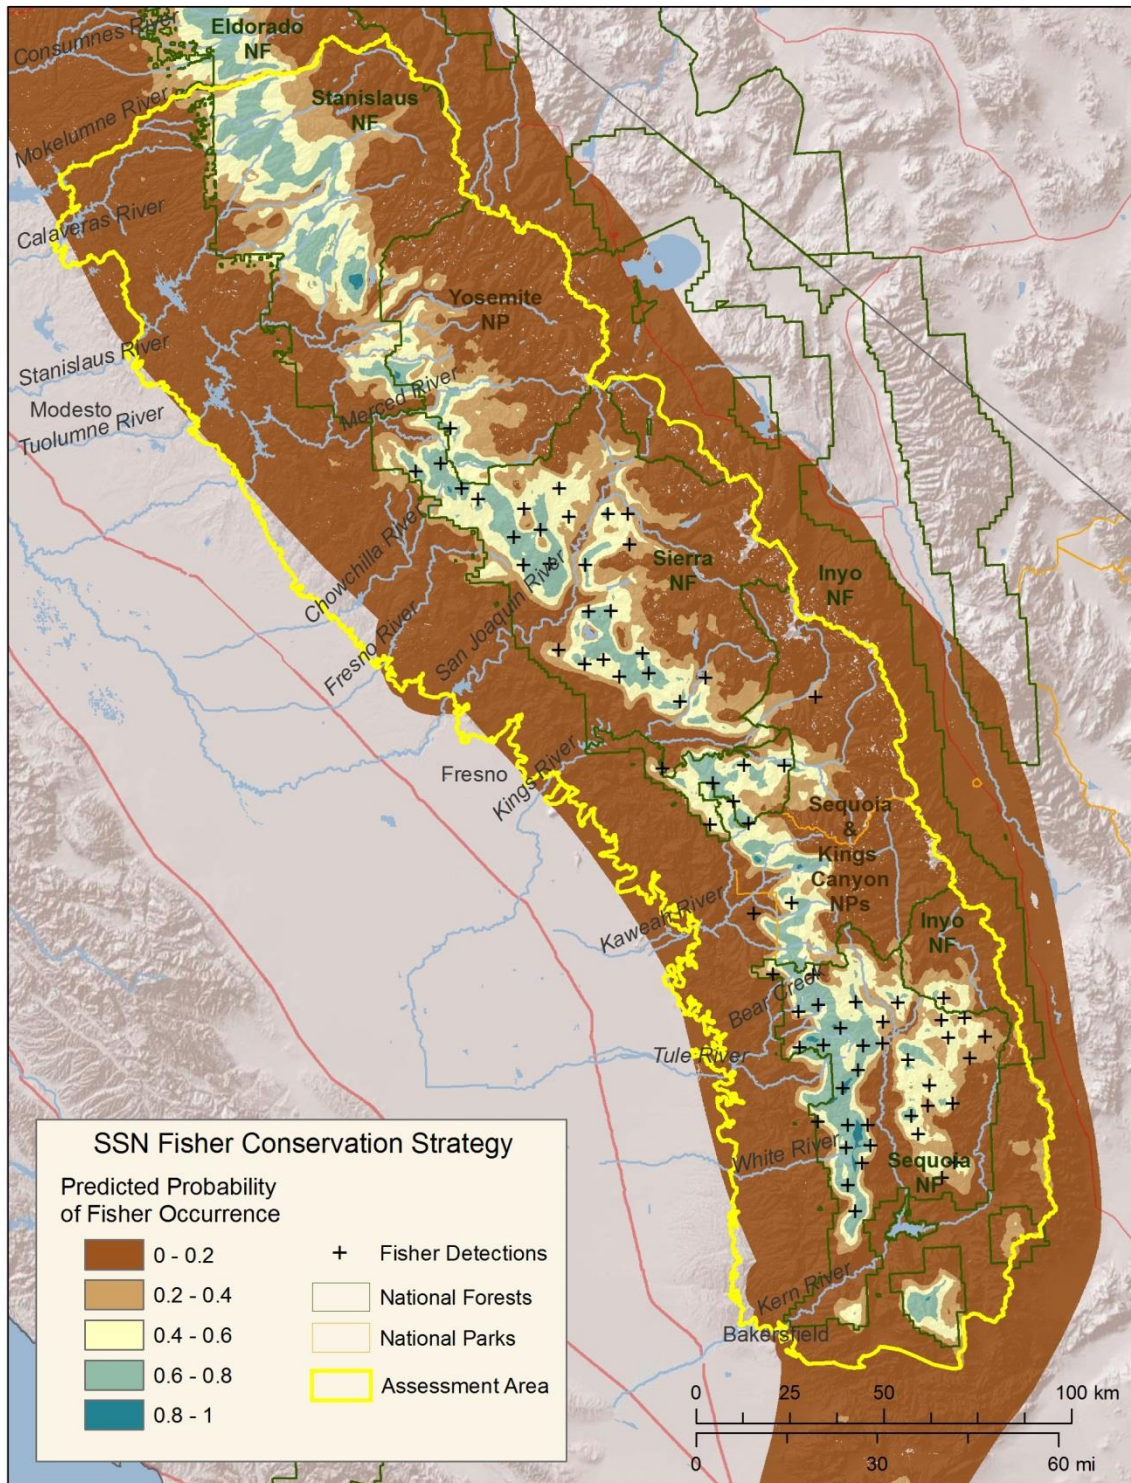 Consumnes River
Eldorado
NF
Stanislaus
NF
Mokelumne River
Calaveras River
Yosemite
NP
Stanislaus River
Modesto
Tuolumne River
Merced River
Chowchilla River
Fresno River
San Joaquin River
Sierra
NF
Inyo
NF
Fresno
Kings River
Sequoia
&
Kings
Canyon
NPs
Kaweah River
Inyo
NF
Bear Creek
Tule River
White River
Sequoia
NF
Kern River
Bakersfield
SSN Fisher Conservation Strategy
Predicted Probability
of Fisher Occurrence
0 - 0.2
0.2 - 0.4
0.4 - 0.6
0.6 - 0.8
0.8 - 1
Fisher Detections
National Forests
National Parks
Assessment Area
0 25 50 100 km
0 30 60 mi